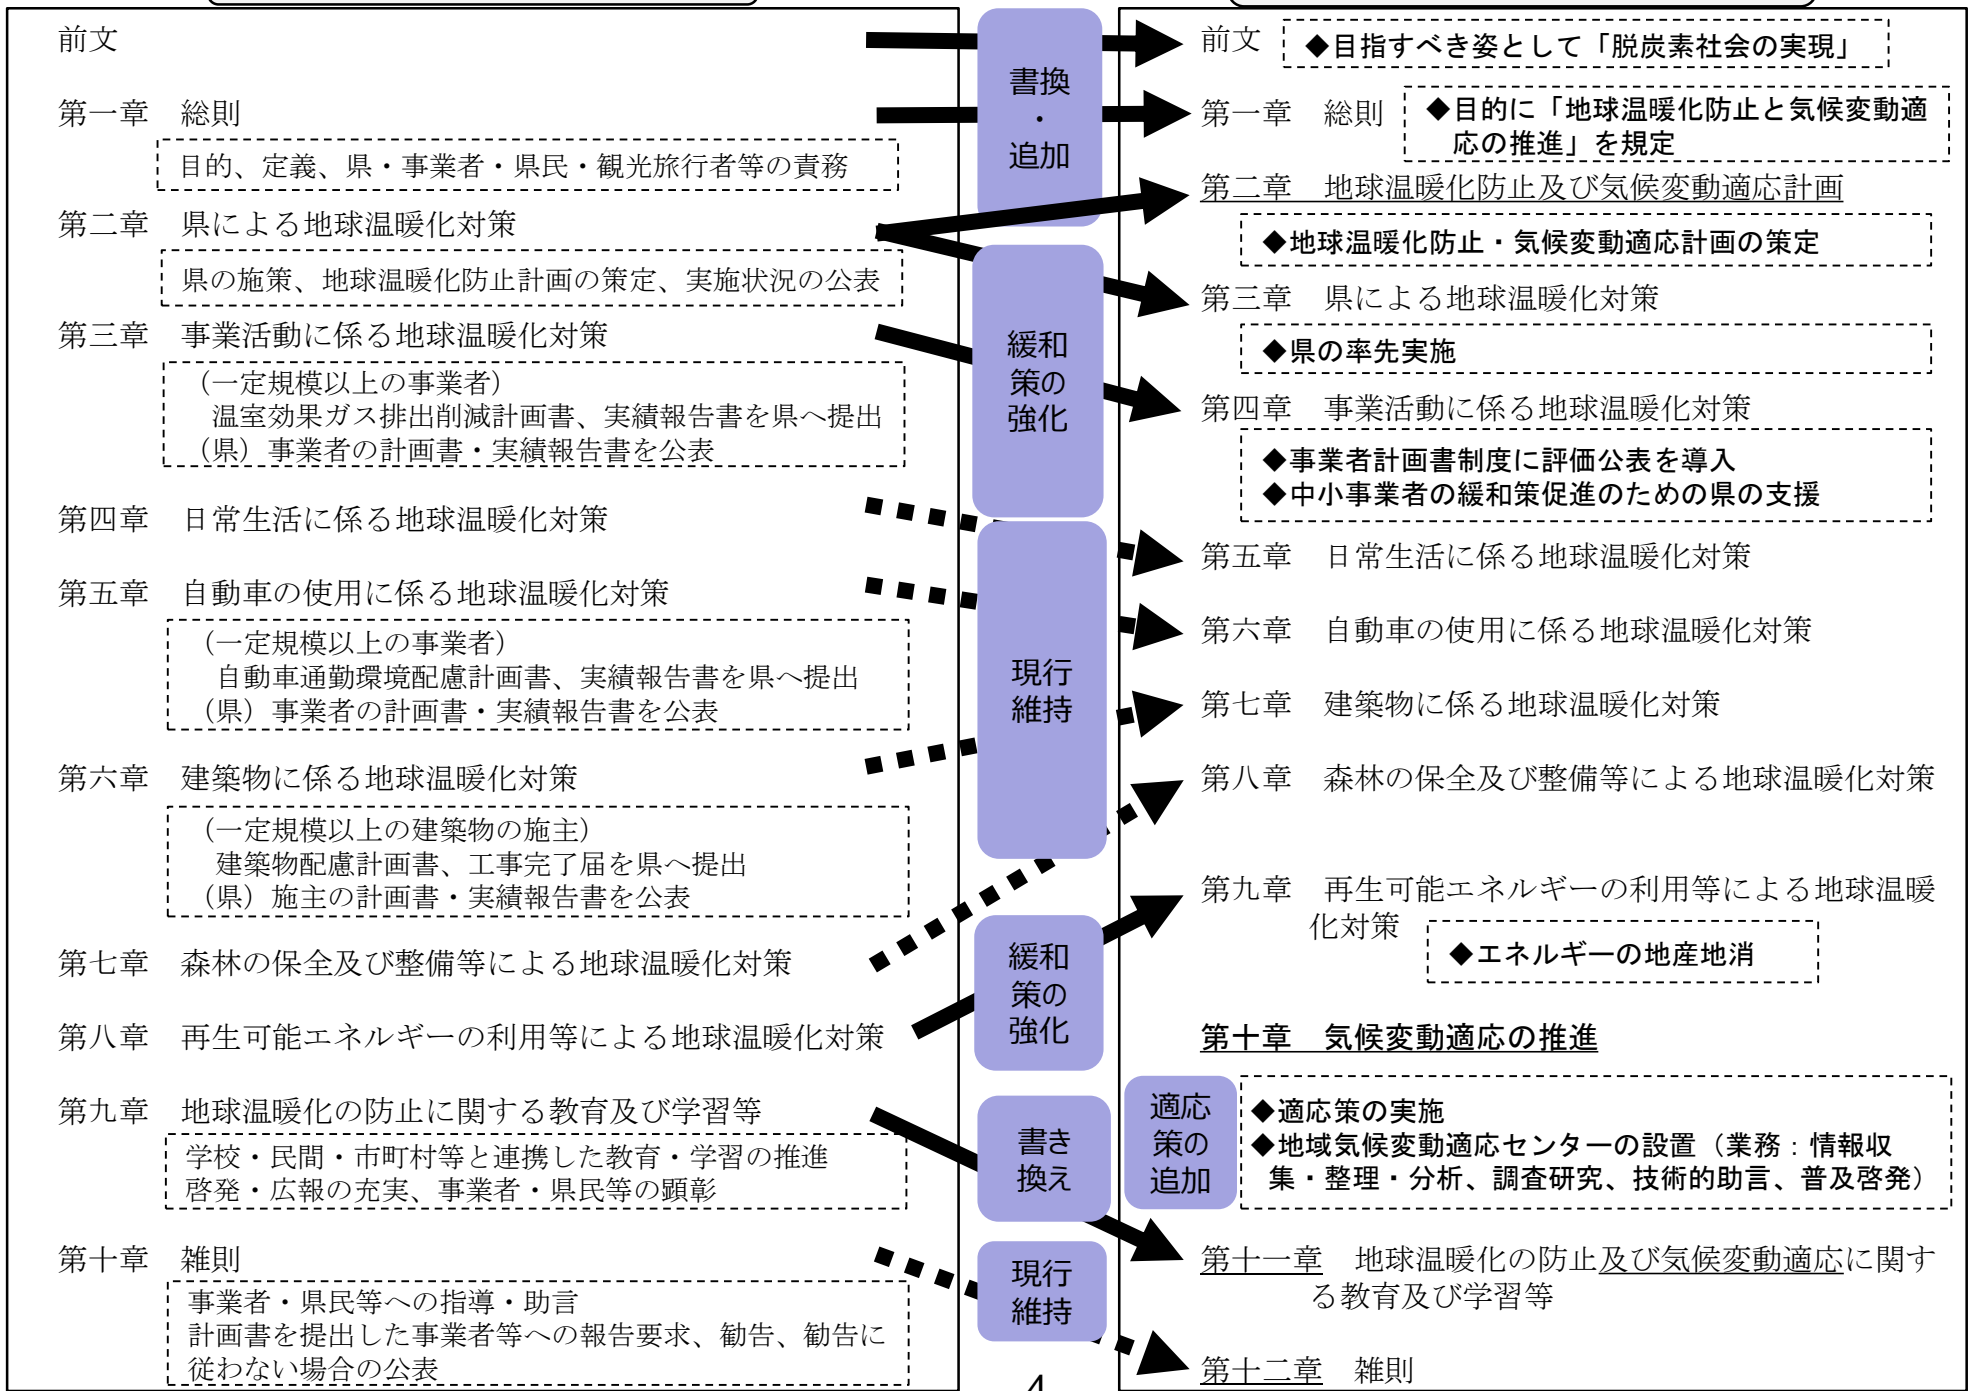 前文
第一章　総則
目的、定義、県・事業者・県民・観光旅行者等の責務
第二章　県による地球温暖化対策
県の施策、地球温暖化防止計画の策定、実施状況の公表
第三章　事業活動に係る地球温暖化対策
（一定規模以上の事業者）
温室効果ガス排出削減計画書、実績報告書を県へ提出
（県）事業者の計画書・実績報告書を公表
第四章　日常生活に係る地球温暖化対策
第五章　自動車の使用に係る地球温暖化対策
（一定規模以上の事業者）
自動車通勤環境配慮計画書、実績報告書を県へ提出
（県）事業者の計画書・実績報告書を公表
第六章　建築物に係る地球温暖化対策
（一定規模以上の建築物の施主）
建築物配慮計画書、工事完了届を県へ提出
（県）施主の計画書・実績報告書を公表
第七章　森林の保全及び整備等による地球温暖化対策
第八章　再生可能エネルギーの利用等による地球温暖化対策
第九章　地球温暖化の防止に関する教育及び学習等
学校・民間・市町村等と連携した教育・学習の推進
啓発・広報の充実、事業者・県民等の顕彰
第十章　雑則
事業者・県民等への指導・助言
計画書を提出した事業者等への報告要求、勧告、勧告に
従わない場合の公表
書換
・
追加
緩和
策の
強化
現行
維持
緩和
策の
強化
書き
換え
現行
維持
4
前文
◆目指すべき姿として「脱炭素社会の実現」
第一章　総則
◆目的に「地球温暖化防止と気候変動適
応の推進」を規定
第二章　地球温暖化防止及び気候変動適応計画
◆地球温暖化防止・気候変動適応計画の策定
第三章　県による地球温暖化対策
◆県の率先実施
第四章　事業活動に係る地球温暖化対策
◆事業者計画書制度に評価公表を導入
◆中小事業者の緩和策促進のための県の支援
第五章　日常生活に係る地球温暖化対策
第六章　自動車の使用に係る地球温暖化対策
第七章　建築物に係る地球温暖化対策
第八章　森林の保全及び整備等による地球温暖化対策
第九章　再生可能エネルギーの利用等による地球温暖
化対策
◆エネルギーの地産地消
第十章　気候変動適応の推進
適応
策の
追加
◆適応策の実施
◆地域気候変動適応センターの設置（業務：情報収
集・整理・分析、調査研究、技術的助言、普及啓発）
第十一章　地球温暖化の防止及び気候変動適応に関す
る教育及び学習等
第十二章　雑則